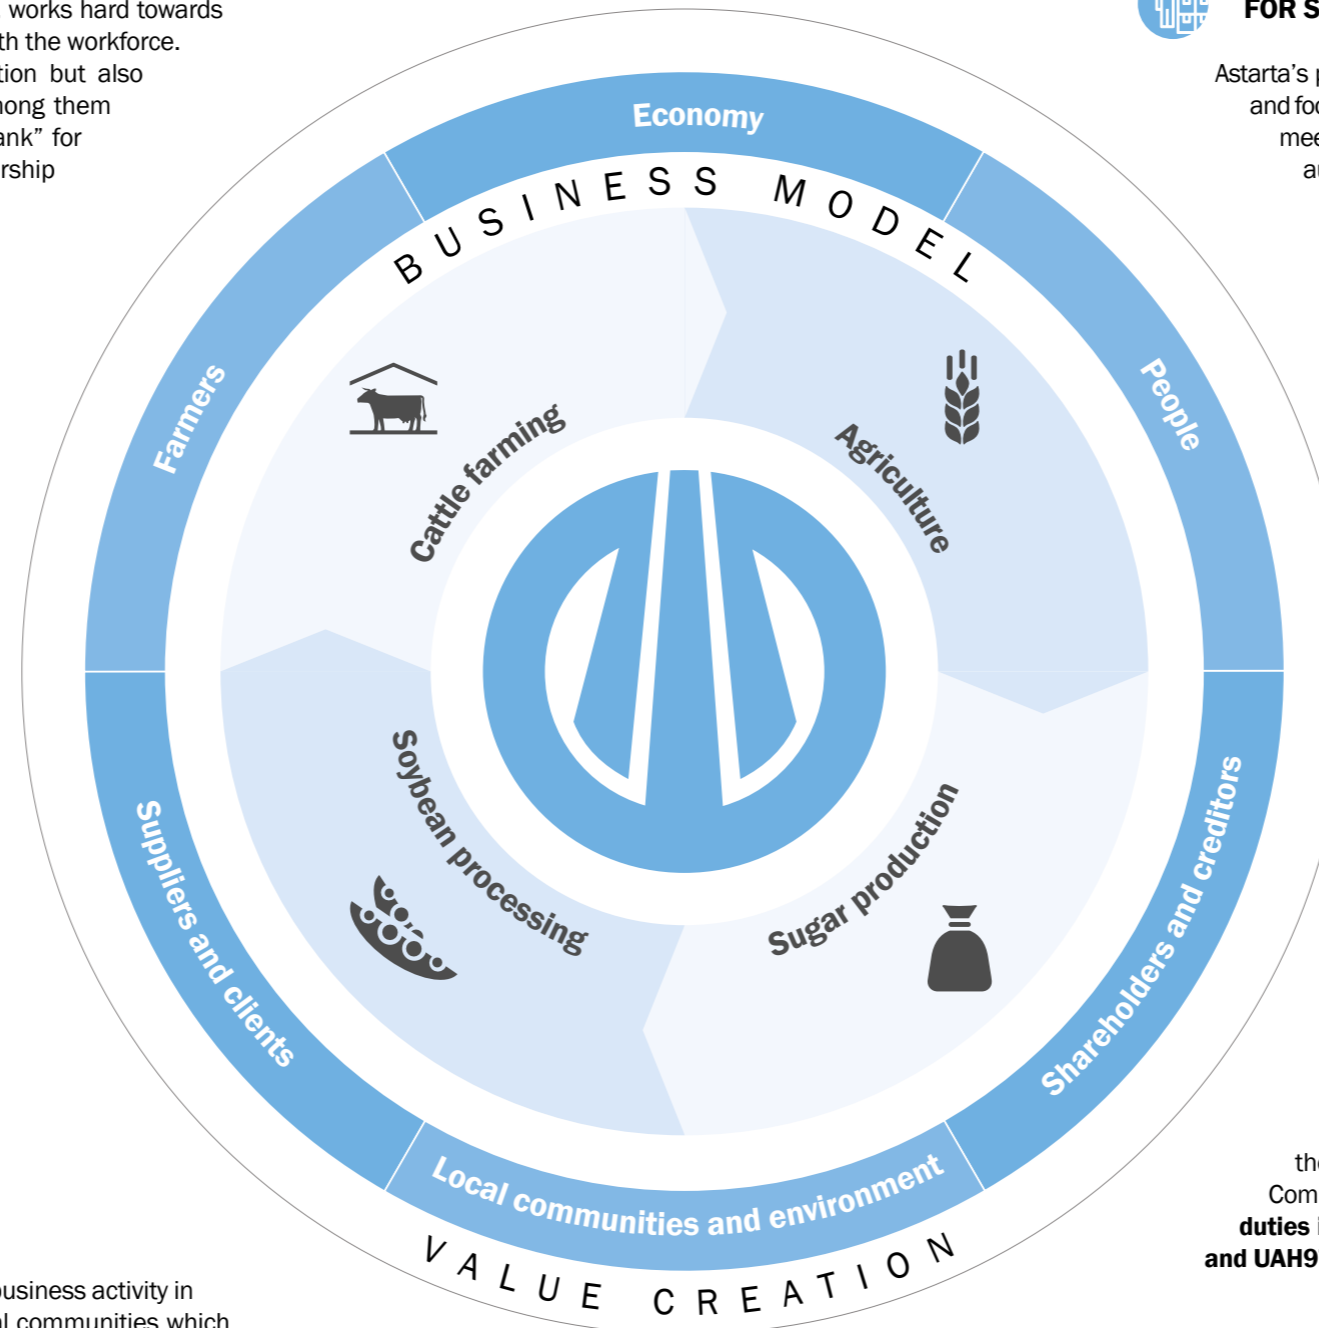 works hard towards
th the workforce.
tion but also
nong them
ank” for
rship
FOR S
Astarta’s
and foo
mee
au
Economy
BUSINESS MODEL
Farmers
People
Cattle farming
Agriculture
Soybean processing
Sugar production
Suppliers and clients
Shareholders and creditors
Local communities and environment
VALUE CREATION
the
Com
duties i
and UAH9
business activity in
al communities which